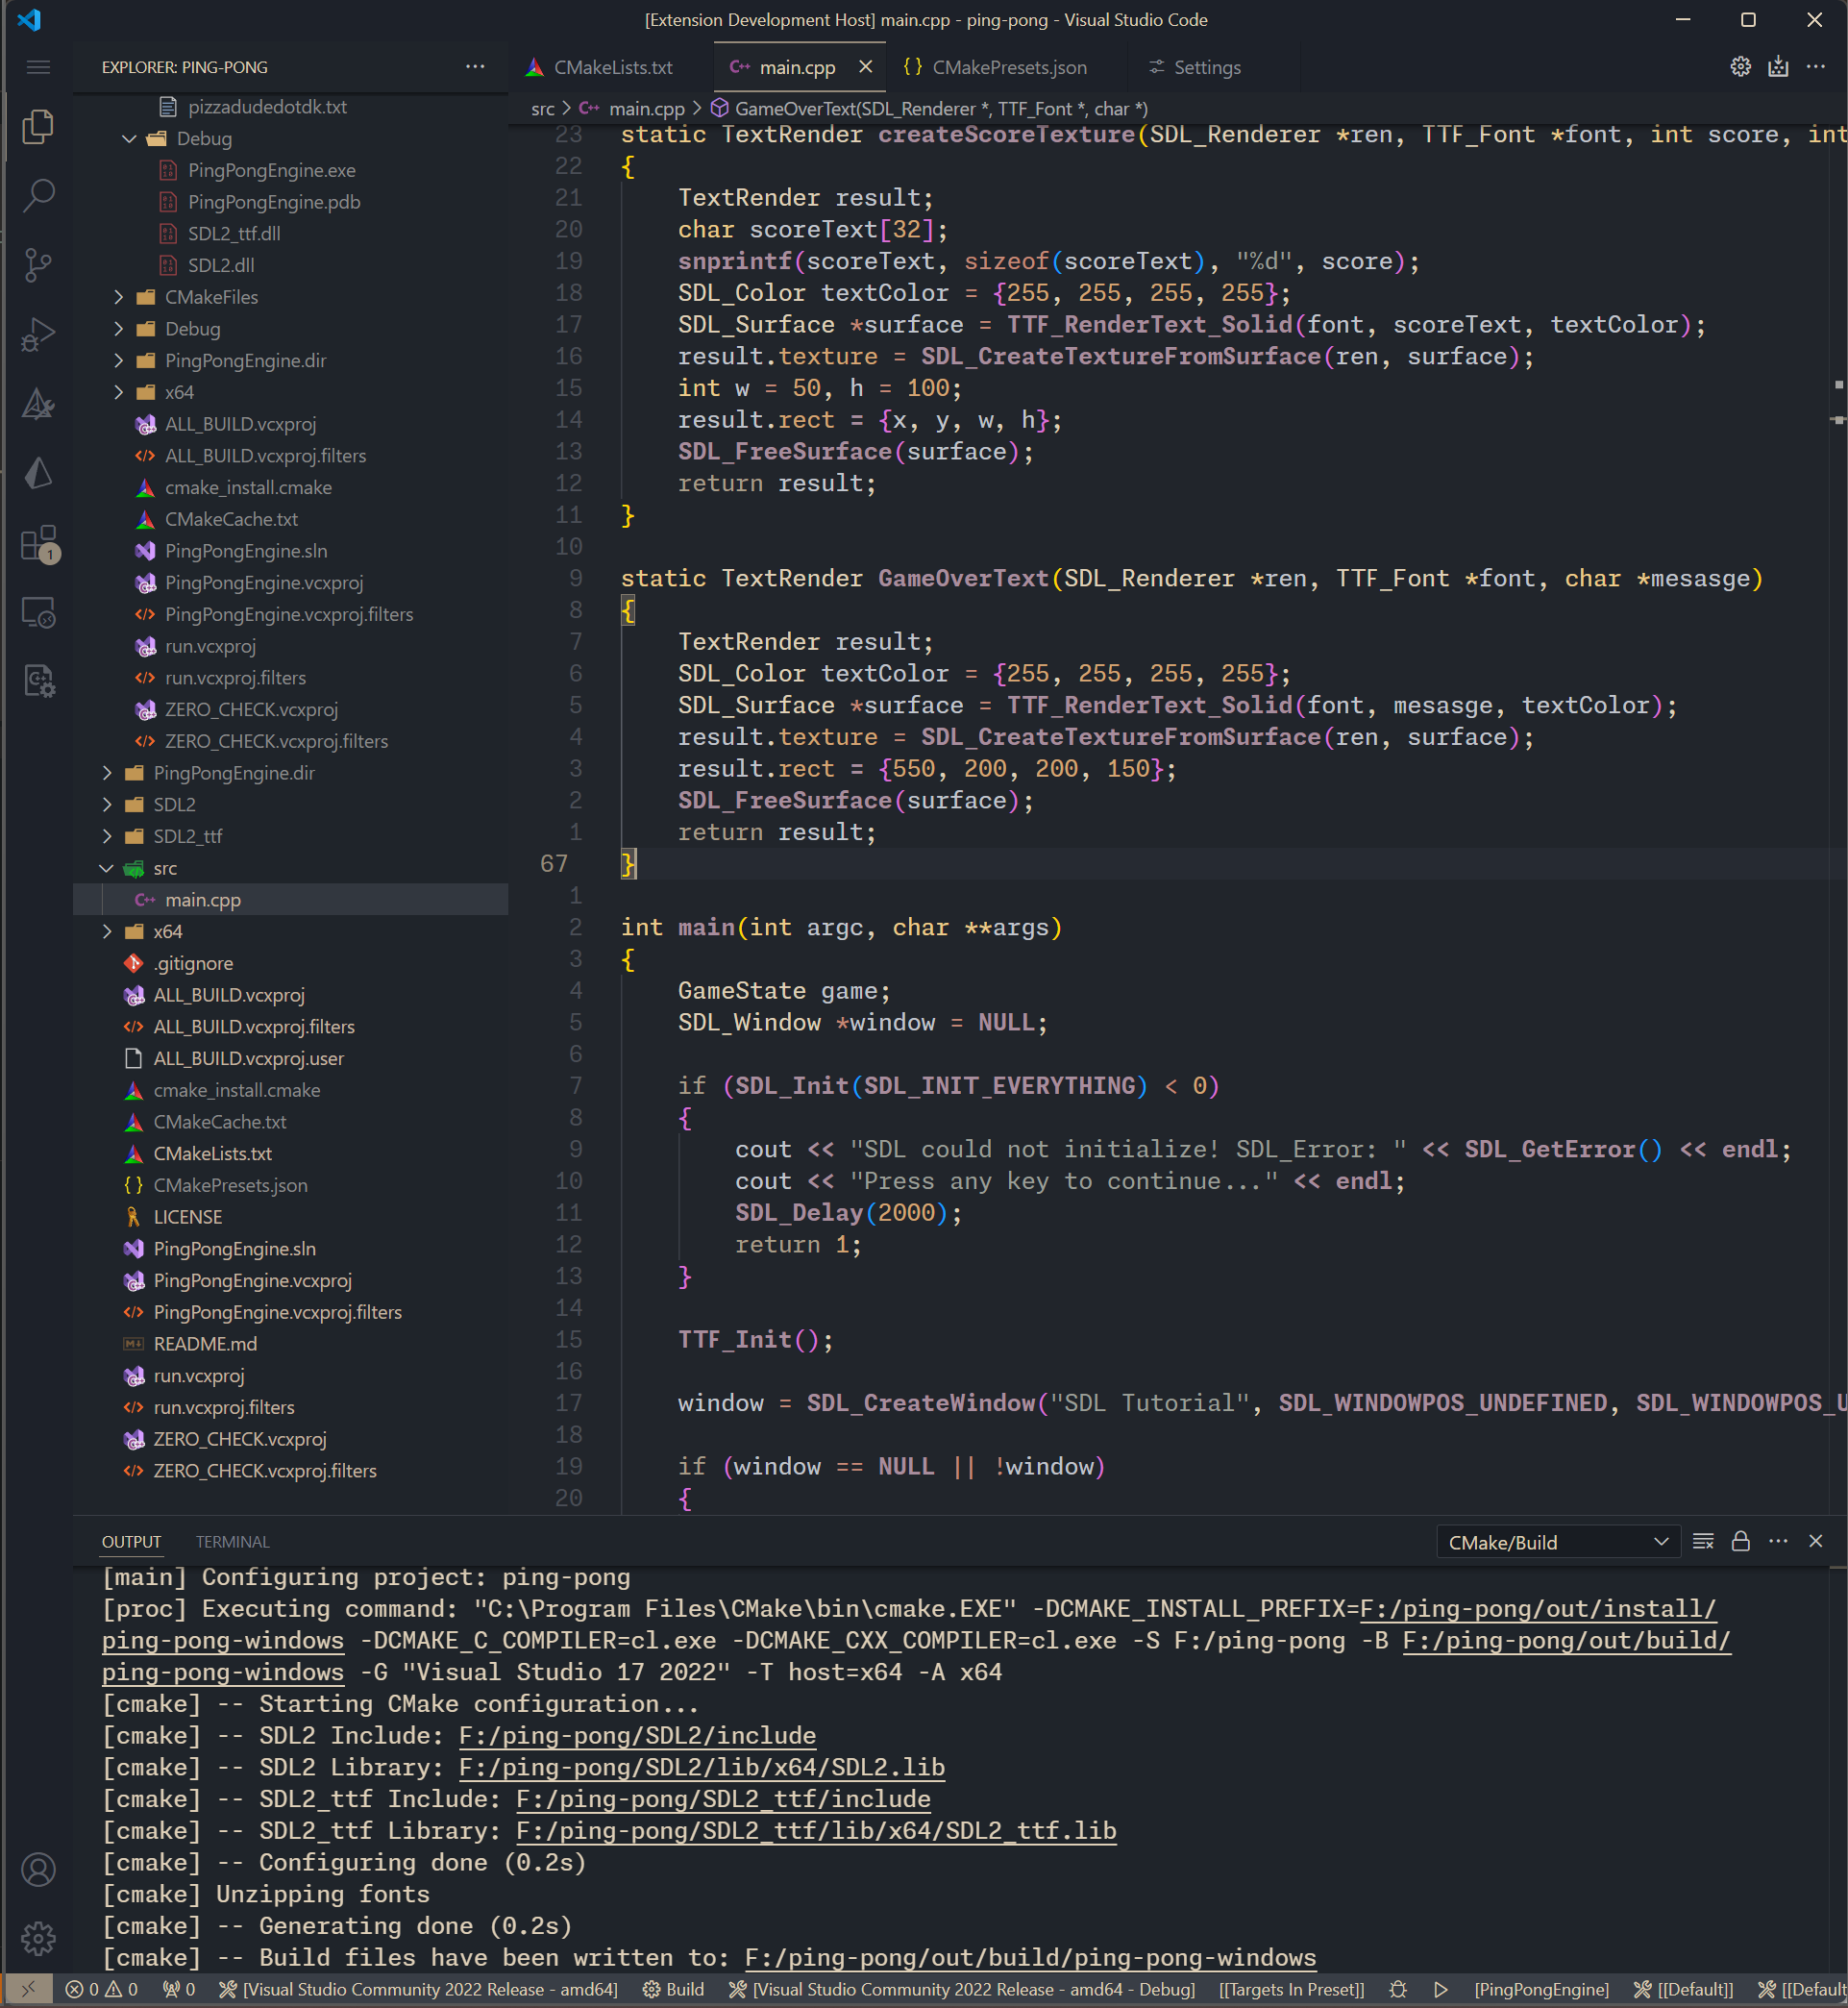 [Extension Development Host] main.cpp - ping-pong - Visual Studio Code
EXPLORER: PING-PONG
pizzadudedotdk.txt
Debug
PingPongEngine.exe
PingPongEngine.pdb
SDL2_ttf.dll
SDL2.dll
CMakeFiles
Debug
PingPongEngine.dir
x64
ALL_BUILD.vcxproj
ALL_BUILD.vcxproj.filters
cmake_install.cmake
CMakeCache.txt
PingPongEngine.sln
PingPongEngine.vcxproj
PingPongEngine.vcxproj.filters
run.vcxproj
run.vcxproj.filters
ZERO_CHECK.vcxproj
ZERO_CHECK.vcxproj.filters
PingPongEngine.dir
SDL2
SDL2_ttf
src
main.cpp
x64
.gitignore
ALL_BUILD.vcxproj
ALL_BUILD.vcxproj.filters
ALL_BUILD.vcxproj.user
cmake_install.cmake
CMakeCache.txt
CMakeLists.txt
CMakePresets.json
LICENSE
PingPongEngine.sln
PingPongEngine.vcxproj
PingPongEngine.vcxproj.filters
README.md
run.vcxproj
run.vcxproj.filters
ZERO_CHECK.vcxproj
ZERO_CHECK.vcxproj.filters
1
CMakeLists.txt
main.cpp
CMakePresets.json
Settings
src > main.cpp > GameOverText(SDL_Renderer *, TTF_Font *, char *)
23 static TextRender createScoreTexture(SDL_Renderer *ren, TTF_Font *font, int score, int
22 {
21 TextRender result;
20 char scoreText[32];
19 snprintf(scoreText, sizeof(scoreText), "%d", score);
18 SDL_Color textColor = {255, 255, 255, 255};
17 SDL_Surface *surface = TTF_RenderText_Solid(font, scoreText, textColor);
16 result.texture = SDL_CreateTextureFromSurface(ren, surface);
15 int w = 50, h = 100;
14 result.rect = {x, y, w, h};
13 SDL_FreeSurface(surface);
12 return result;
11 }
10
9 static TextRender GameOverText(SDL_Renderer *ren, TTF_Font *font, char *mesasge)
8 {
7 TextRender result;
6 SDL_Color textColor = {255, 255, 255, 255};
5 SDL_Surface *surface = TTF_RenderText_Solid(font, mesasge, textColor);
4 result.texture = SDL_CreateTextureFromSurface(ren, surface);
3 result.rect = {550, 200, 200, 150};
2 SDL_FreeSurface(surface);
1 return result;
67 }
1
2 int main(int argc, char **args)
3 {
4 GameState game;
5 SDL_Window *window = NULL;
6
7 if (SDL_Init(SDL_INIT_EVERYTHING) < 0)
8 {
9 cout << "SDL could not initialize! SDL_Error: " << SDL_GetError() << endl;
10 cout << "Press any key to continue..." << endl;
11 SDL_Delay(2000);
12 return 1;
13 }
14
15 TTF_Init();
16
17 window = SDL_CreateWindow("SDL Tutorial", SDL_WINDOWPOS_UNDEFINED, SDL_WINDOWPOS_U
18
19 if (window == NULL || !window)
20 {
OUTPUT TERMINAL CMake/Build
[main] Configuring project: ping-pong
[proc] Executing command: "C:\Program Files\CMake\bin\cmake.EXE" -DCMAKE_INSTALL_PREFIX=F:/ping-pong/out/install/
ping-pong-windows -DCMAKE_C_COMPILER=cl.exe -DCMAKE_CXX_COMPILER=cl.exe -S F:/ping-pong -B F:/ping-pong/out/build/
ping-pong-windows -G "Visual Studio 17 2022" -T host=x64 -A x64
[cmake] -- Starting CMake configuration...
[cmake] -- SDL2 Include: F:/ping-pong/SDL2/include
[cmake] -- SDL2 Library: F:/ping-pong/SDL2/lib/x64/SDL2.lib
[cmake] -- SDL2_ttf Include: F:/ping-pong/SDL2_ttf/include
[cmake] -- SDL2_ttf Library: F:/ping-pong/SDL2_ttf/lib/x64/SDL2_ttf.lib
[cmake] -- Configuring done (0.2s)
[cmake] Unzipping fonts
[cmake] -- Generating done (0.2s)
[cmake] -- Build files have been written to: F:/ping-pong/out/build/ping-pong-windows
0 0 0 [Visual Studio Community 2022 Release - amd64] Build [Visual Studio Community 2022 Release - amd64 - Debug] [[Targets In Preset]] [PingPongEngine] [[Default]] [[Defaul